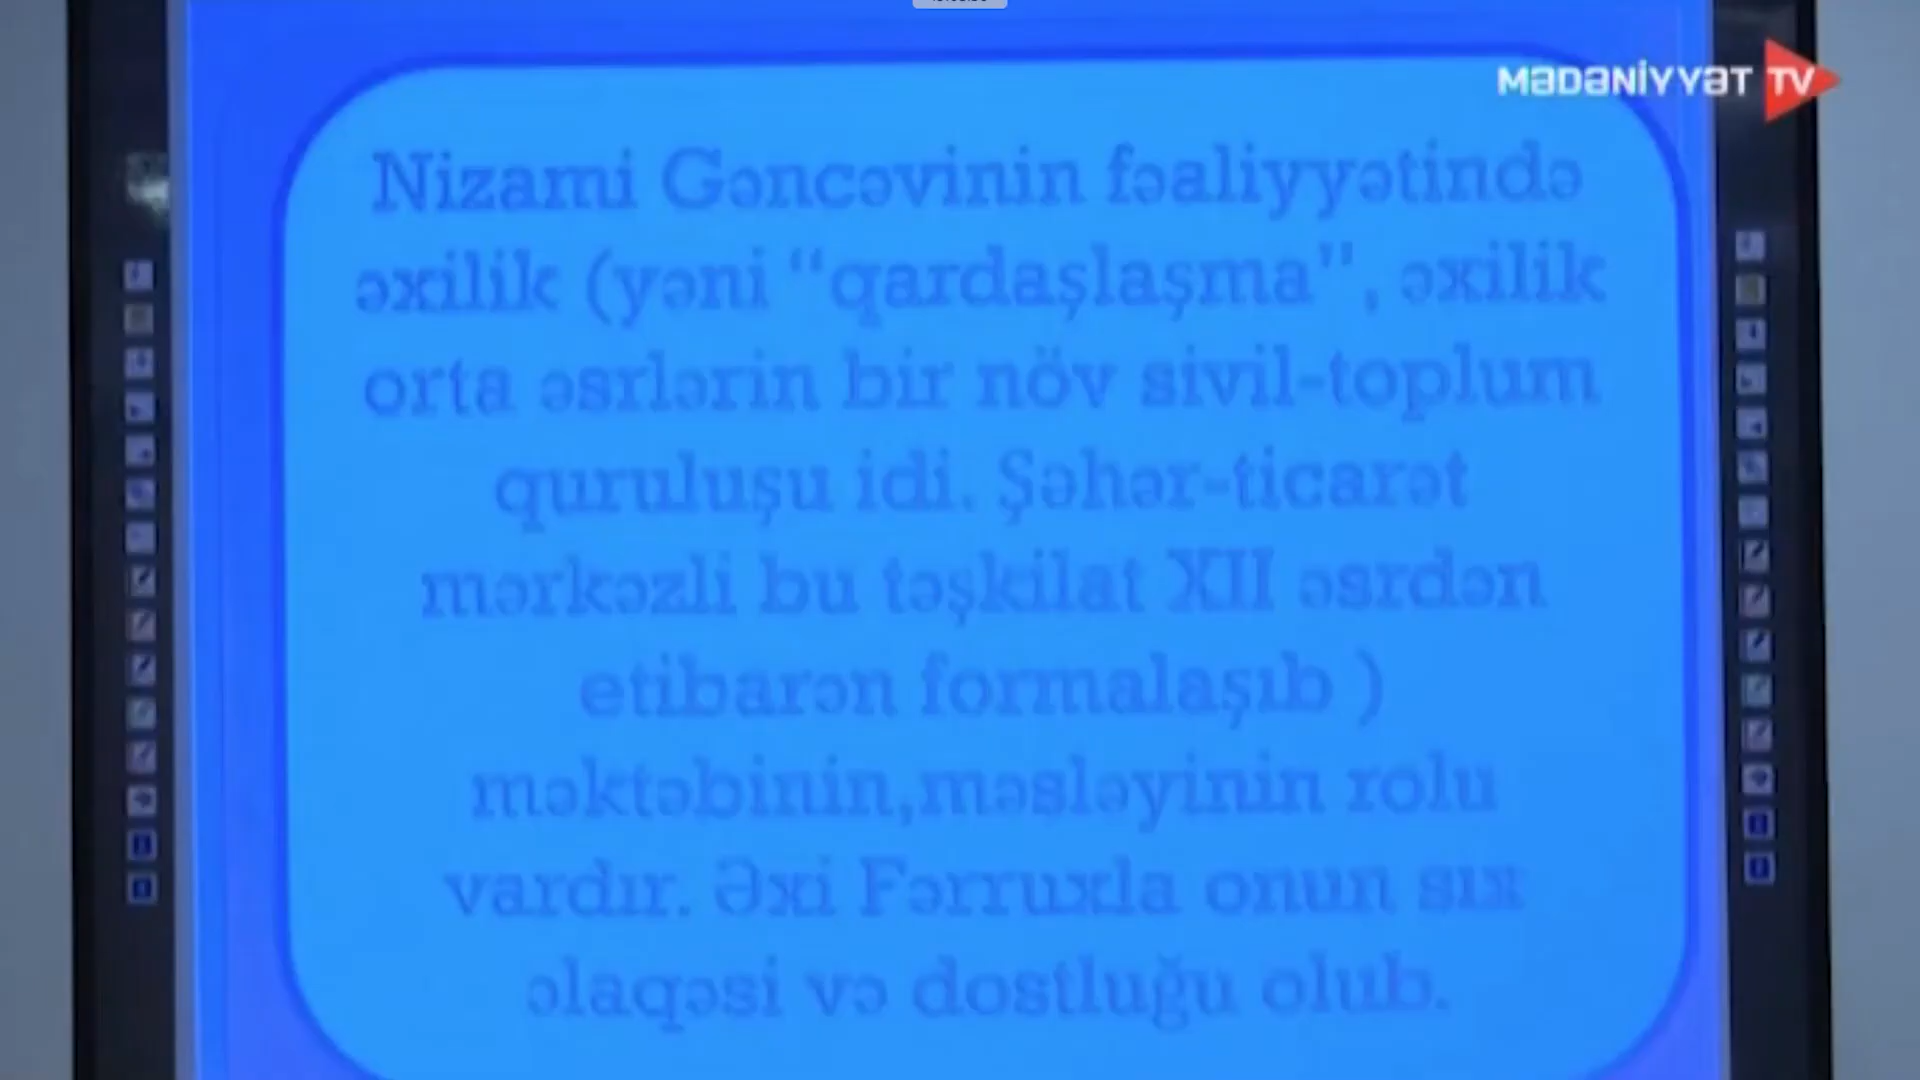 MƏDƏNİYYƏT TV
Nizami Gəncəvinin fəaliyyətində
əxilik (yəni “qardaşlaşma”, əxilik
orta əsrlərin bir növ sivil-toplum
quruluşu idi. Şəhər-ticarət
mərkəzli bu təşkilat XII əsrdən
etibarən formalaşıb )
məktəbinin,məsləyinin rolu
vardır. Əxi Fərruxla onun sıx
əlaqəsi və dostluğu olub.